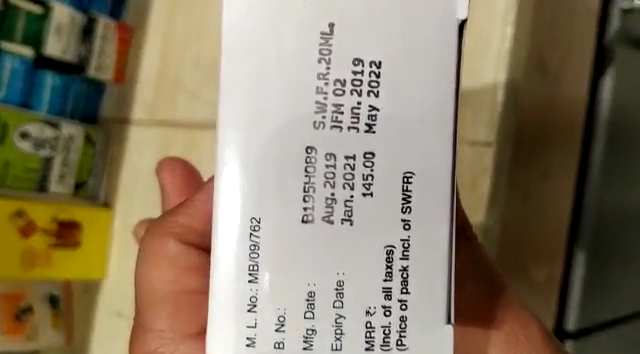 M. L. No.: MB/09/762
B. No.:
Mfg. Date : B195H089 S.W.F.R.20ML.
Expiry Date : Aug. 2019 JFM 02
Jan. 2021 Jun. 2019
MRP ₹: 145.00 May 2022
(Incl. of all taxes)
(Price of pack Incl. of SWFR)